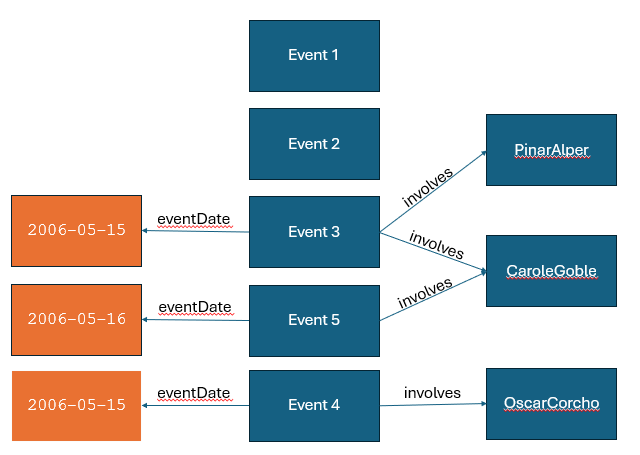 Event 1
Event 2
PinarAlper
involves
2006-05-15
eventDate
Event 3
involves
CaroleGoble
involves
2006-05-16
eventDate
Event 5
2006-05-15
eventDate
Event 4
involves
OscarCorcho